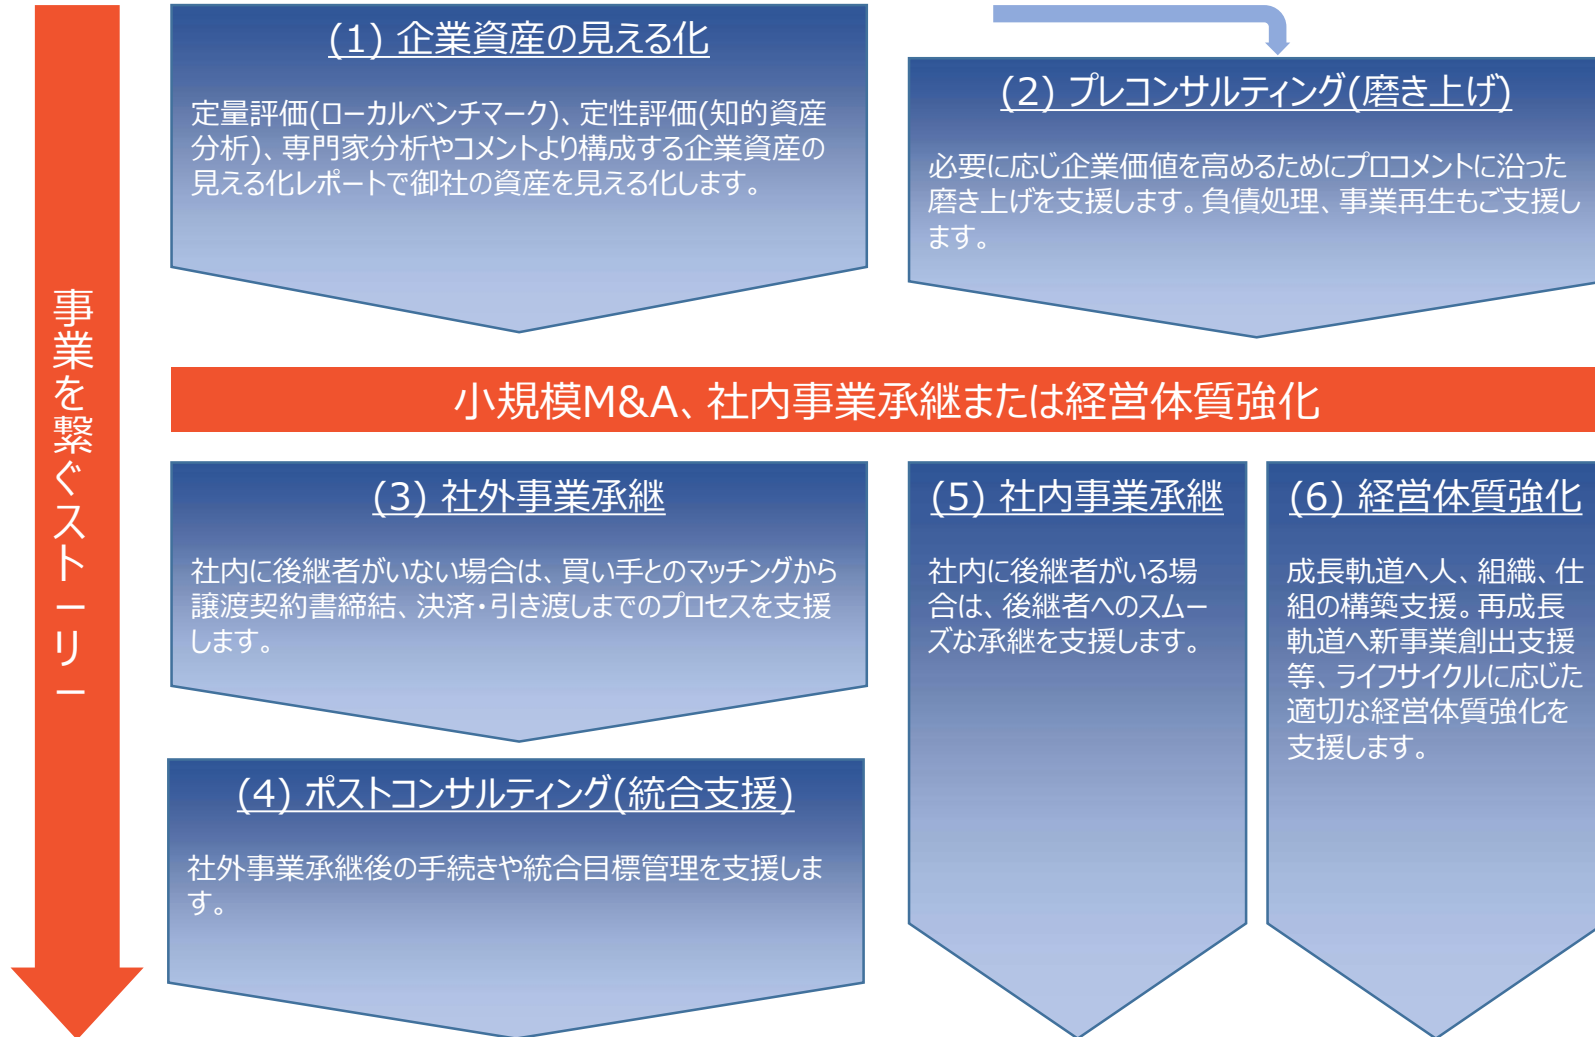 事業を繋ぐストーリー
(1) 企業資産の見える化
定量評価(ローカルベンチマーク)、定性評価(知的資産
分析)、専門家分析やコメントより構成する企業資産の
見える化レポートで御社の資産を見える化します。
(2) プレコンサルティング(磨き上げ)
必要に応じ企業価値を高めるためにプロコメントに沿った
磨き上げを支援します。負債処理、事業再生もご支援し
ます。
小規模M&A、社内事業承継または経営体質強化
(3) 社外事業承継
社内に後継者がいない場合は、買い手とのマッチングから
譲渡契約書締結、決済・引き渡しまでのプロセスを支援
します。
(4) ポストコンサルティング(統合支援)
社外事業承継後の手続きや統合目標管理を支援しま
す。
(5) 社内事業承継
社内に後継者がいる場
合は、後継者へのスムー
ズな承継を支援します。
(6) 経営体質強化
成長軌道へ人、組織、仕
組の構築支援。再成長
軌道へ新事業創出支援
等、ライフサイクルに応じた
適切な経営体質強化を
支援します。